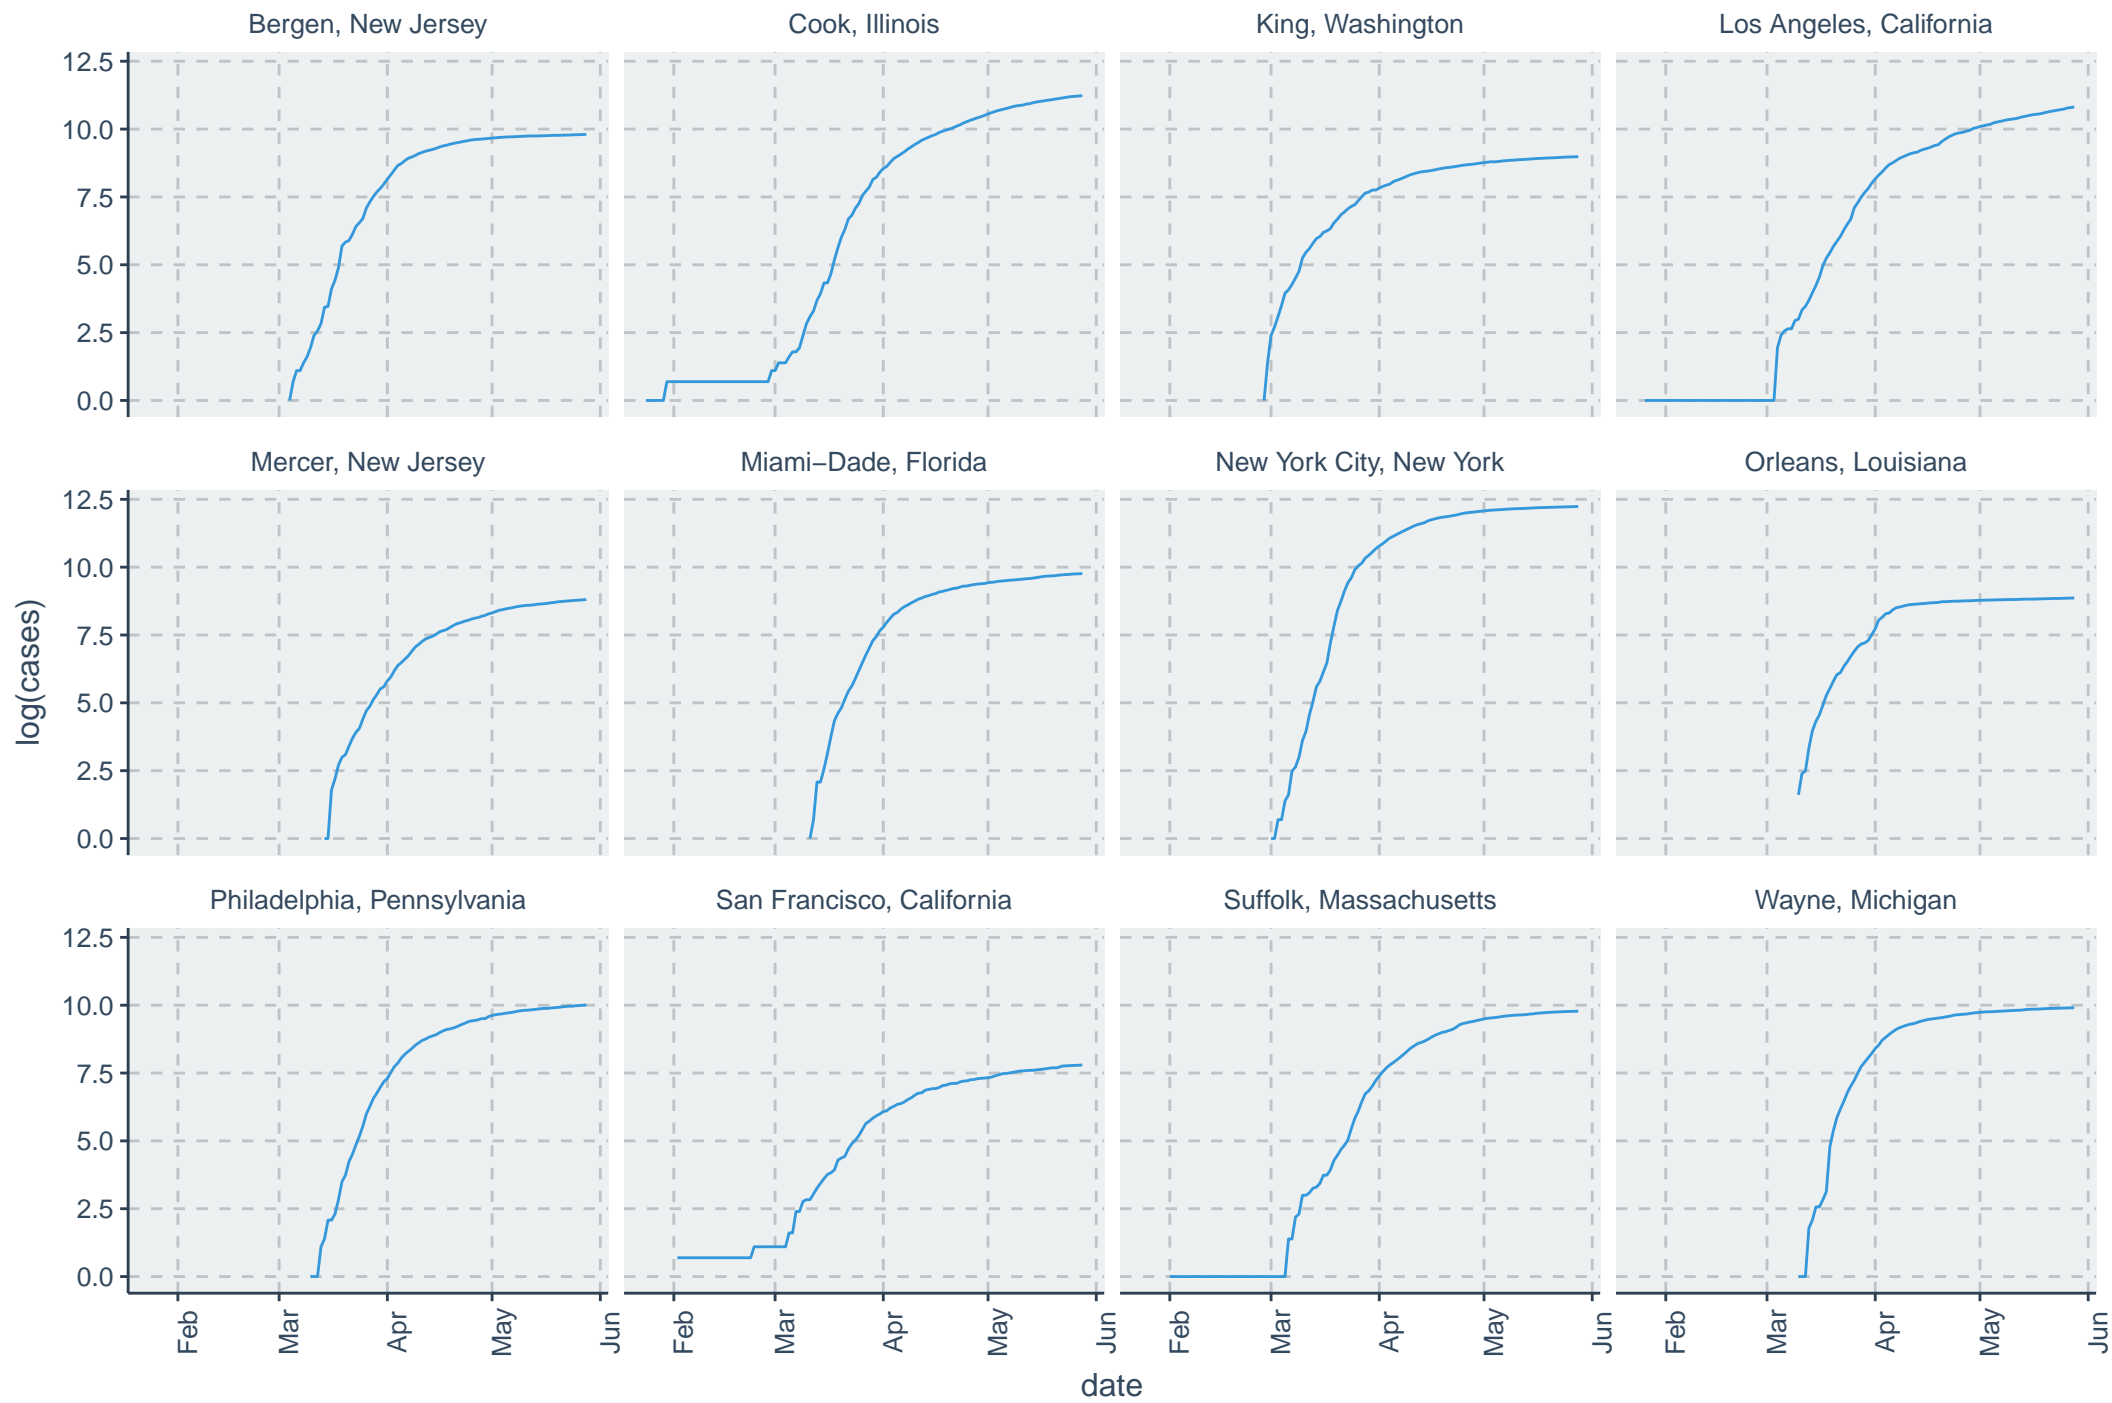 Bergen, New Jersey
Cook, Illinois
King, Washington
Los Angeles, California
12.5
10.0
7.5
5.0
2.5
0.0
Mercer, New Jersey
Miami−Dade, Florida
New York City, New York
Orleans, Louisiana
12.5
10.0
7.5
5.0
2.5
0.0
log(cases)
Philadelphia, Pennsylvania
San Francisco, California
Suffolk, Massachusetts
Wayne, Michigan
12.5
10.0
7.5
5.0
2.5
0.0
Feb Mar Apr May Jun
Feb Mar Apr May Jun
Feb Mar Apr May Jun
Feb Mar Apr May Jun
date